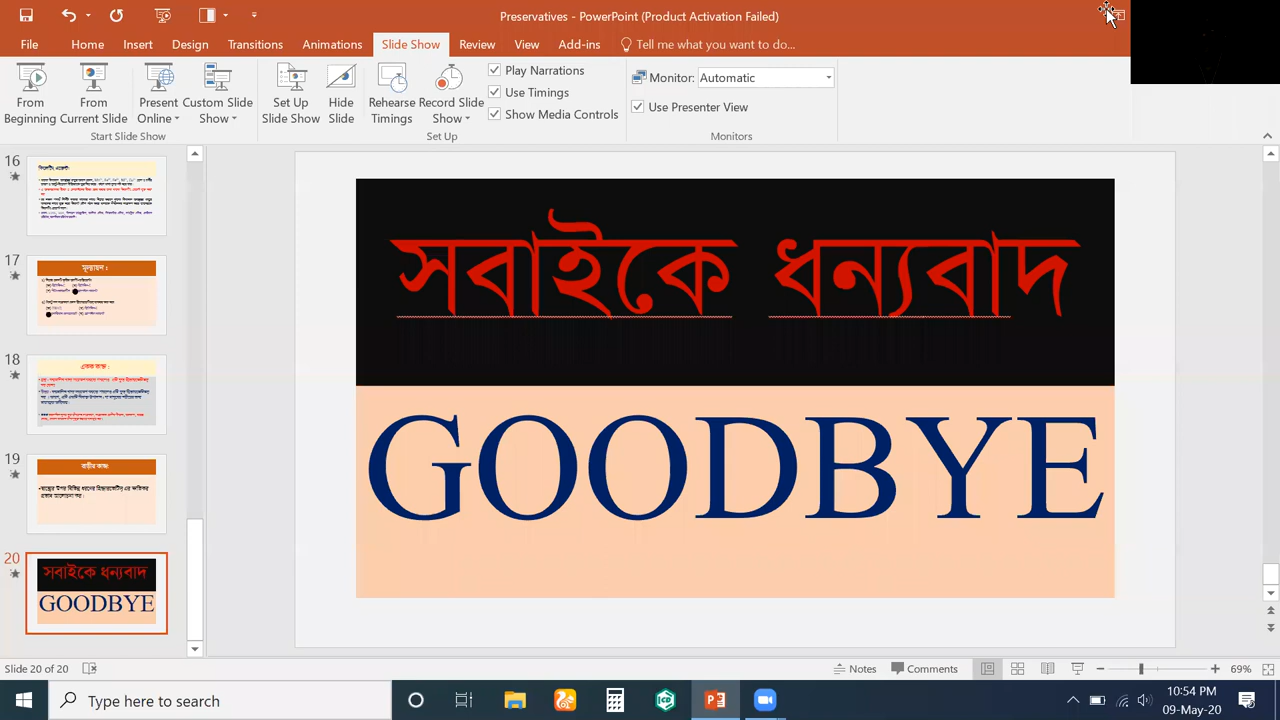 Preservatives - PowerPoint (Product Activation Failed)
File Home Insert Design Transitions Animations Slide Show Review View Add-ins Tell me what you want to do...
From Beginning
From Current Slide
Present Online
Custom Slide Show
Set Up Slide Show
Hide Slide
Rehearse Timings
Record Slide Show
Play Narrations
Use Timings
Show Media Controls
Monitor: Automatic
Use Presenter View
Start Slide Show
Set Up
Monitors
16
17
মূল্যায়ন :
18
19
বাড়ীর কাজ:
20
সবাইকে ধন্যবাদ
GOODBYE
সবাইকে ধন্যবাদ
GOODBYE
Slide 20 of 20
Notes
Comments
69%
Type here to search
10:54 PM
09-May-20